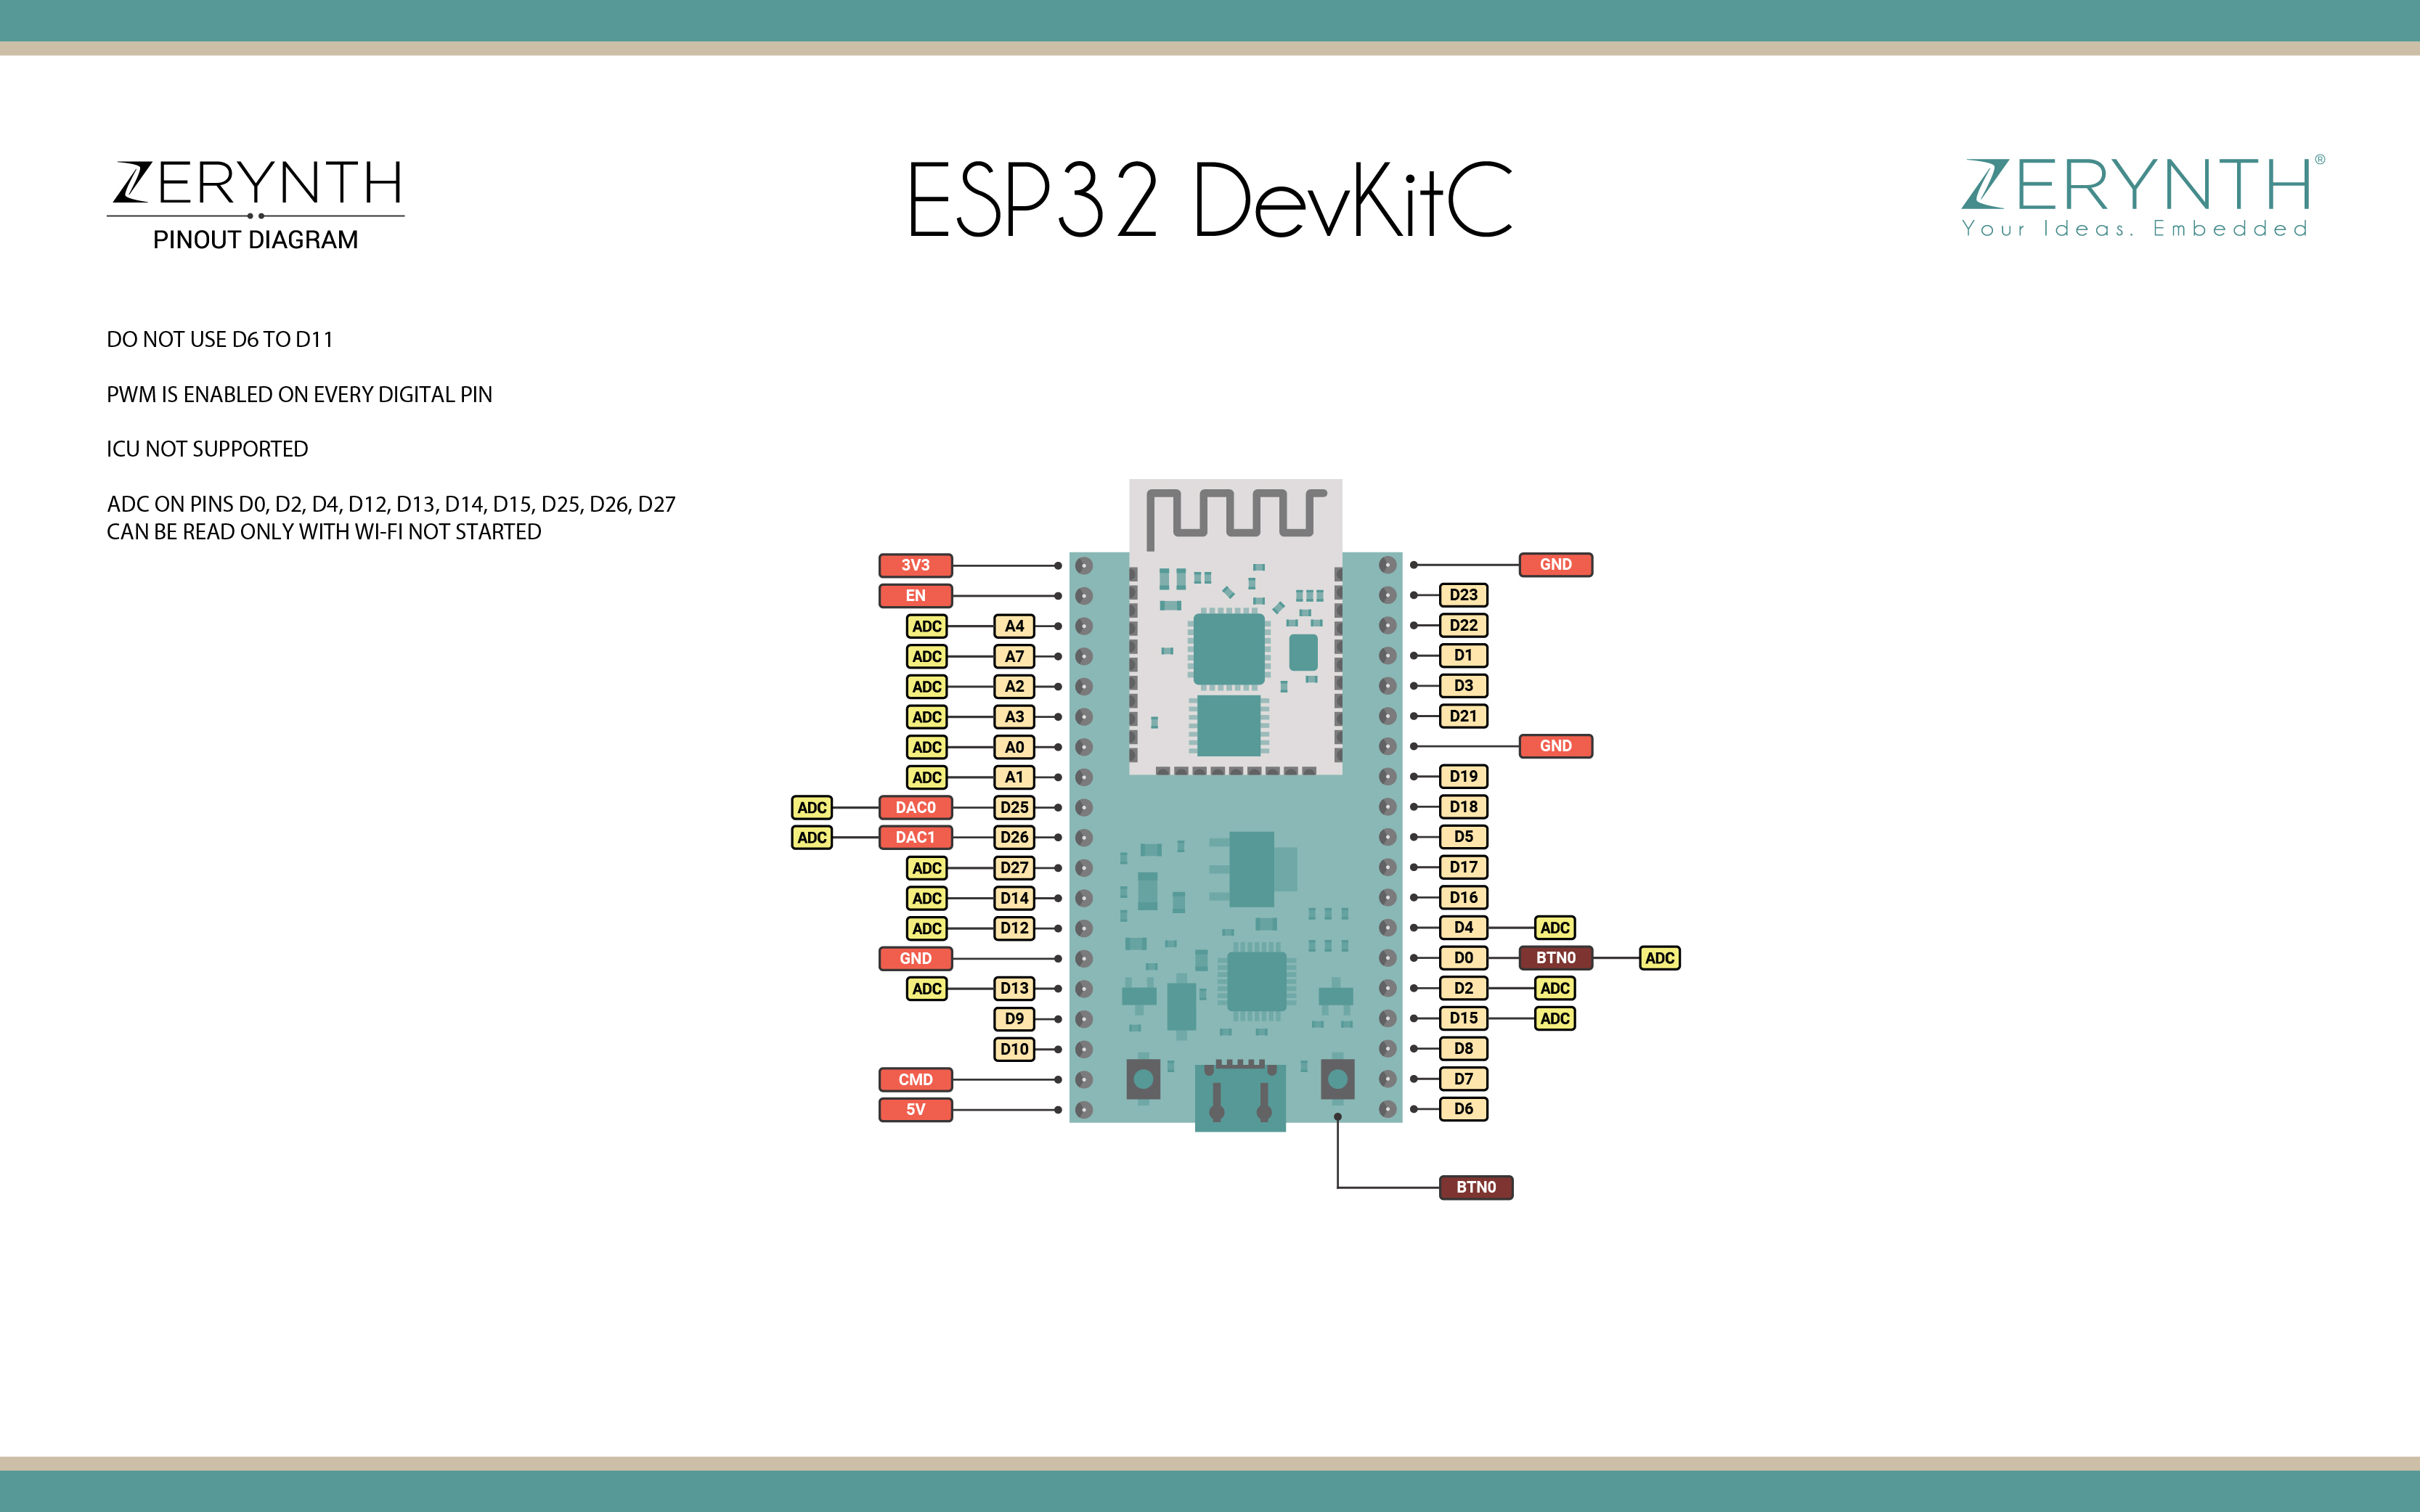 ZERYNTH
PINOUT DIAGRAM
ESP32 DevKitC
ZERYNTH®
Your Ideas. Embedded
DO NOT USE D6 TO D11
PWM IS ENABLED ON EVERY DIGITAL PIN
ICU NOT SUPPORTED
ADC ON PINS D0, D2, D4, D12, D13, D14, D15, D25, D26, D27
CAN BE READ ONLY WITH WI-FI NOT STARTED
3V3
EN
ADC A4
ADC A7
ADC A2
ADC A3
ADC A0
ADC A1
ADC DAC0 D25
ADC DAC1 D26
ADC D27
ADC D14
ADC D12
GND
ADC D13
D9
D10
CMD
5V
GND
D23
D22
D1
D3
D21
GND
D19
D18
D5
D17
D16
D4 ADC
D0 BTN0 ADC
D2 ADC
D15 ADC
D8
D7
D6
BTN0